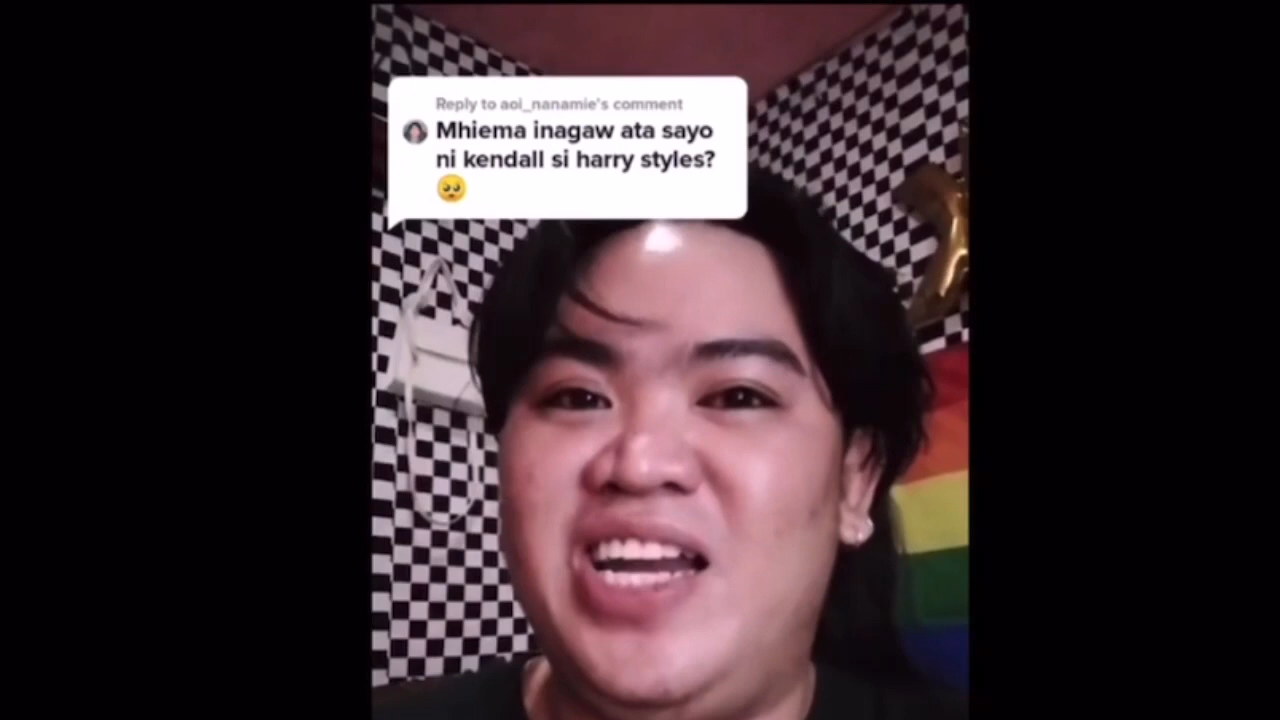 Reply to aoi_nanamie's comment
Mhiema inagaw ata sayo
ni kendall si harry styles?
🥺